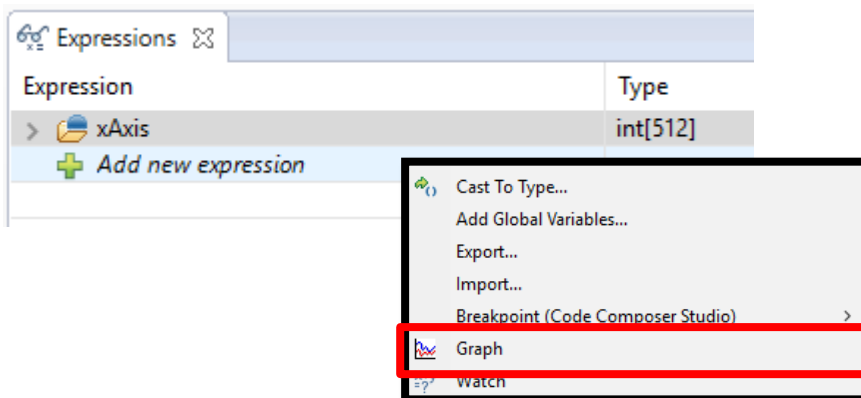 Expressions
Expression Type
xAxis int[512]
Add new expression
Cast To Type...
Add Global Variables...
Export...
Import...
Breakpoint (Code Composer Studio)
Graph
Watch